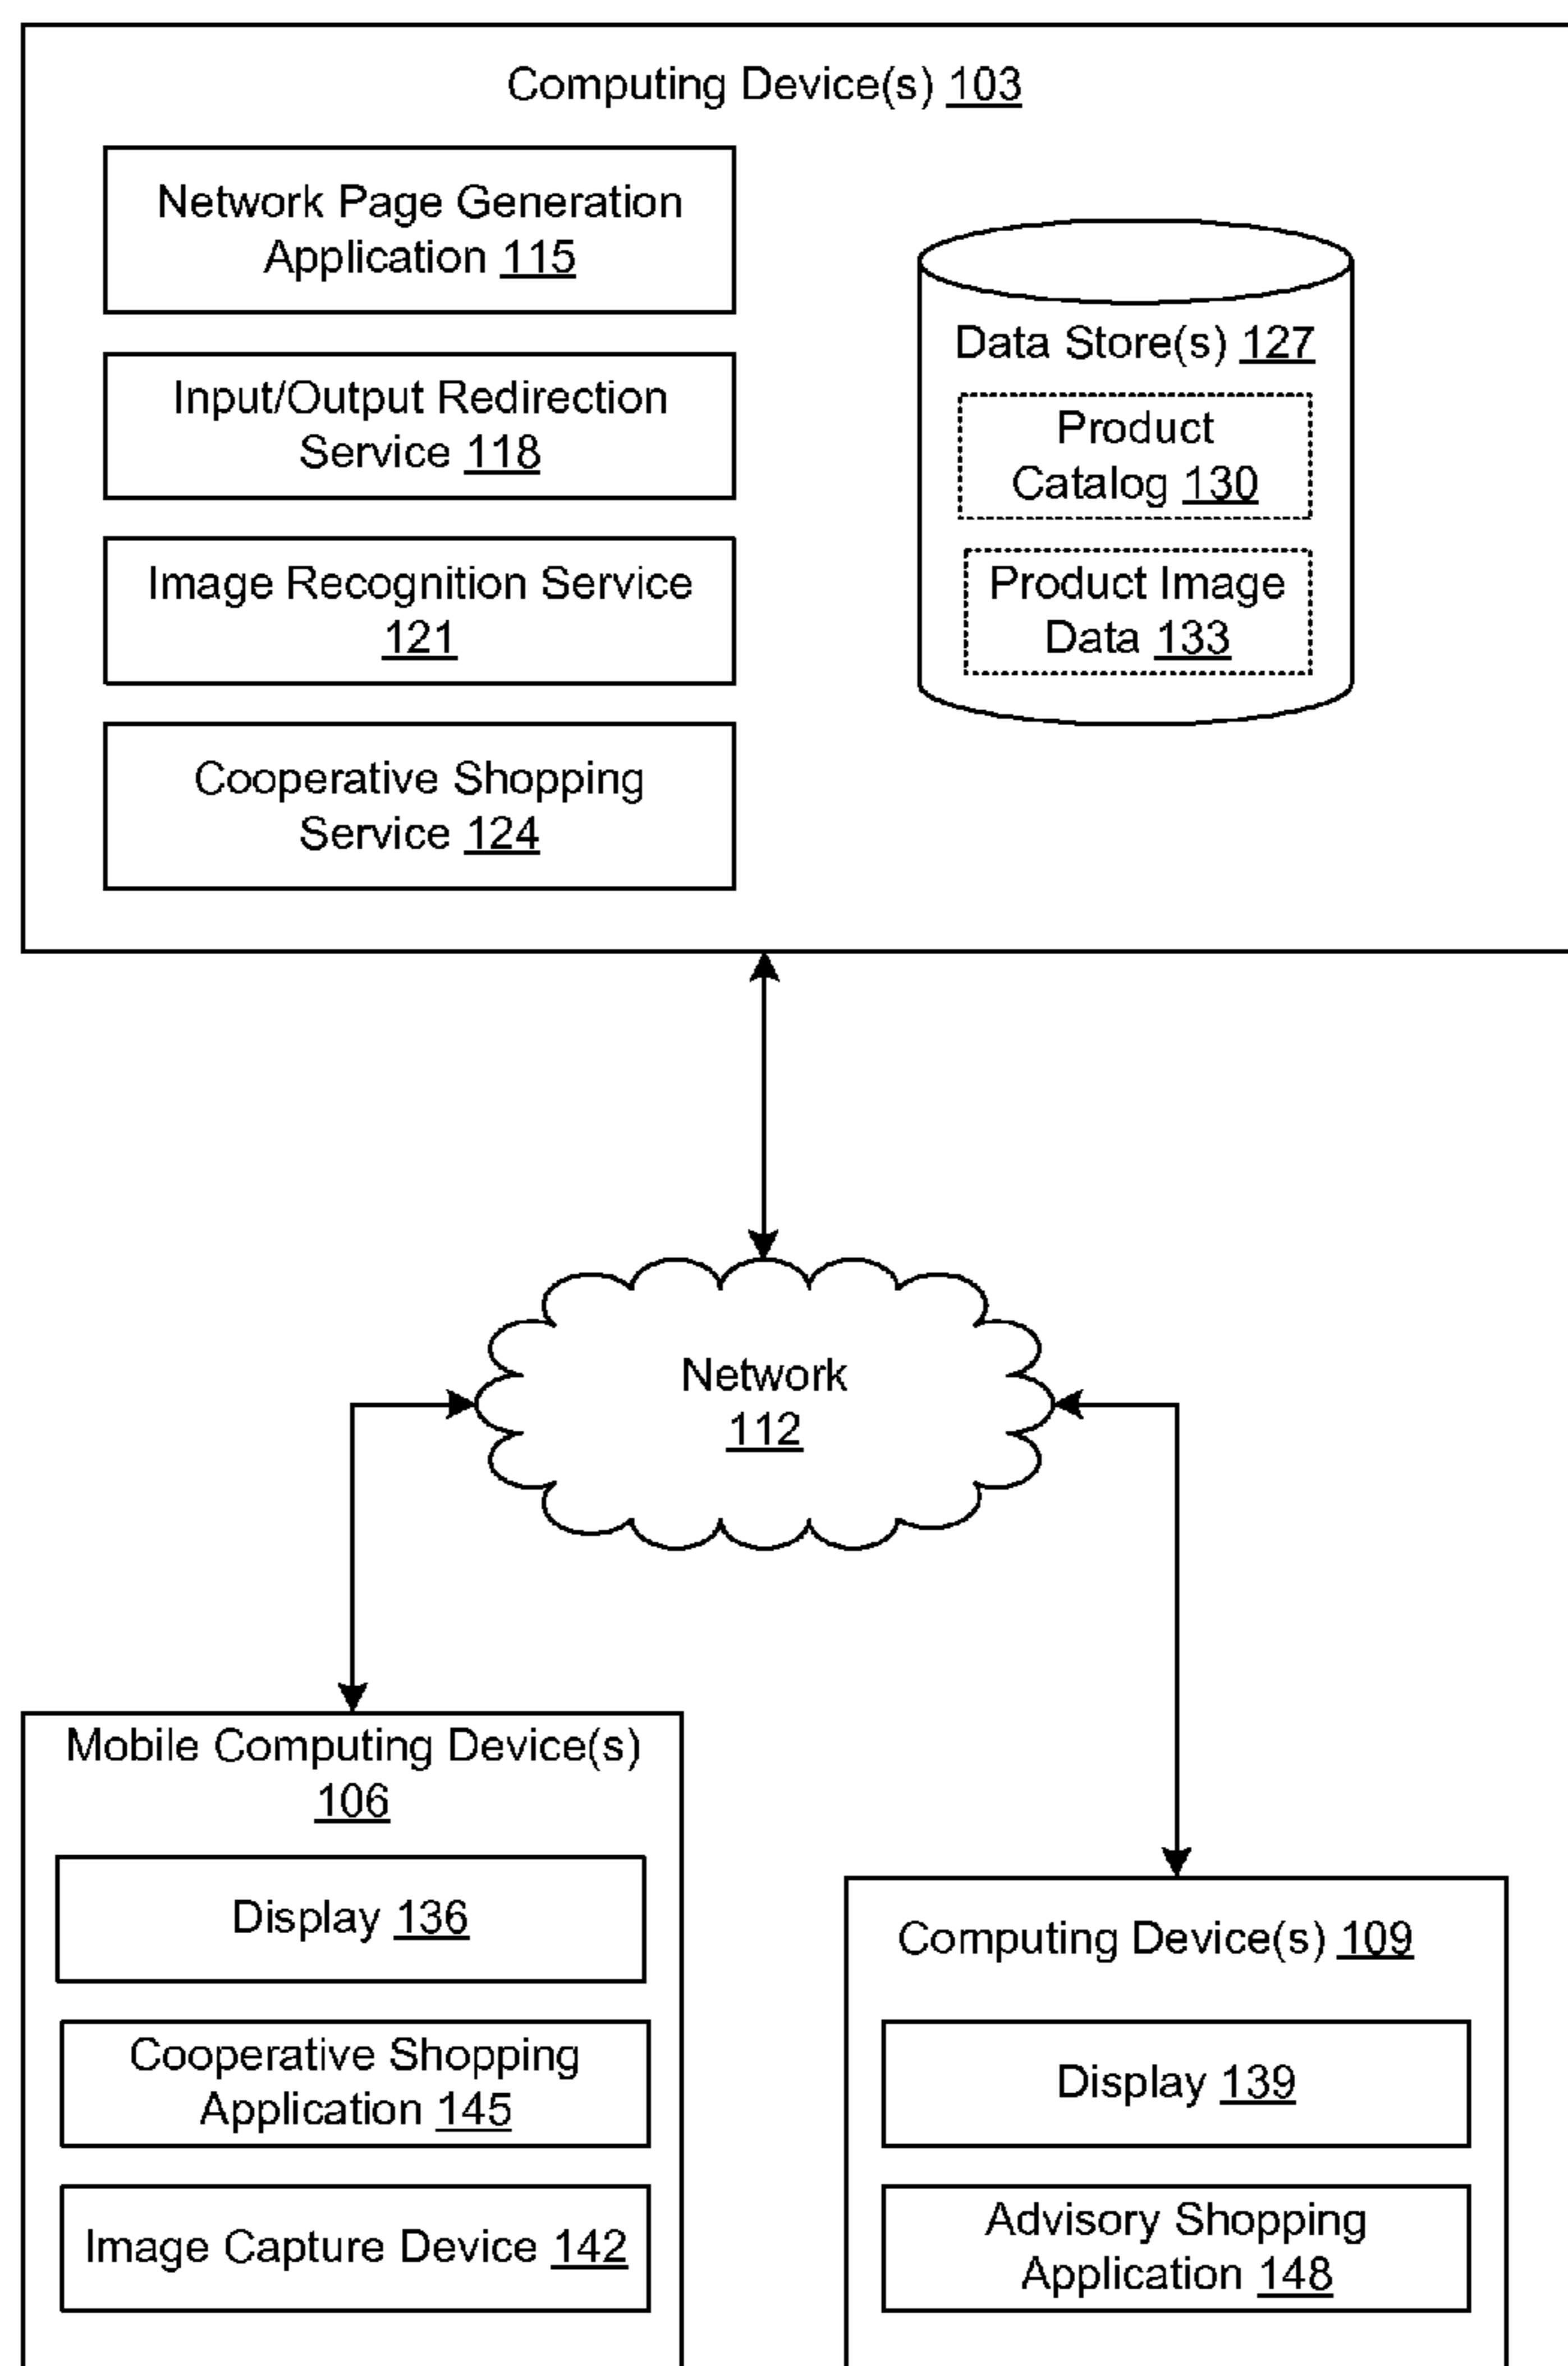 Computing Device(s) 103
Network Page Generation
Application 115
Input/Output Redirection
Service 118
Image Recognition Service
121
Cooperative Shopping
Service 124
Data Store(s) 127
Product
Catalog 130
Product Image
Data 133
Network
112
Mobile Computing Device(s)
106
Display 136
Cooperative Shopping
Application 145
Image Capture Device 142
Computing Device(s) 109
Display 139
Advisory Shopping
Application 148